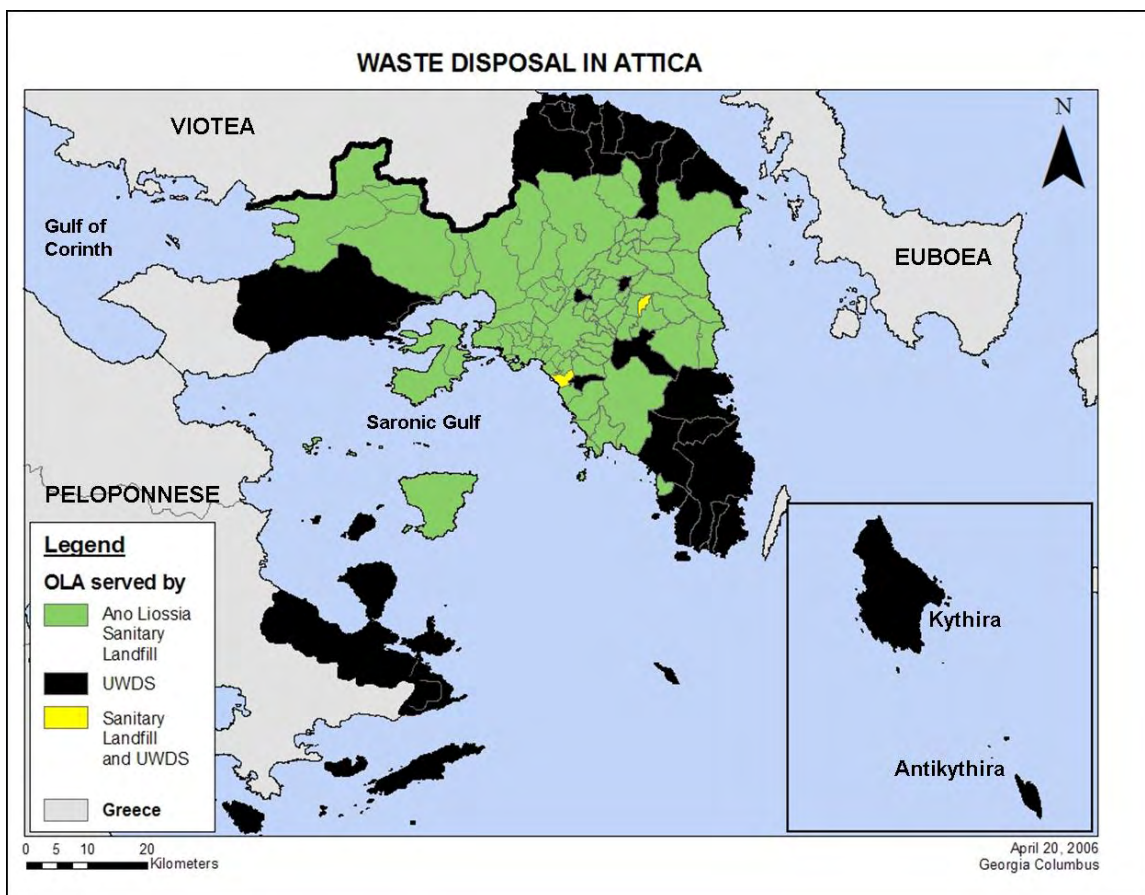 WASTE DISPOSAL IN ATTICA
N
VIOTEA
Gulf of
Corinth
EUBOEA
Saronic Gulf
PELOPONNESE
Legend
OLA served by
Ano Liossia
Sanitary
Landfill
UWDS
Sanitary
Landfill
and UWDS
Greece
Kythira
Antikythira
0 5 10 20
Kilometers
April 20, 2006
Georgia Columbus